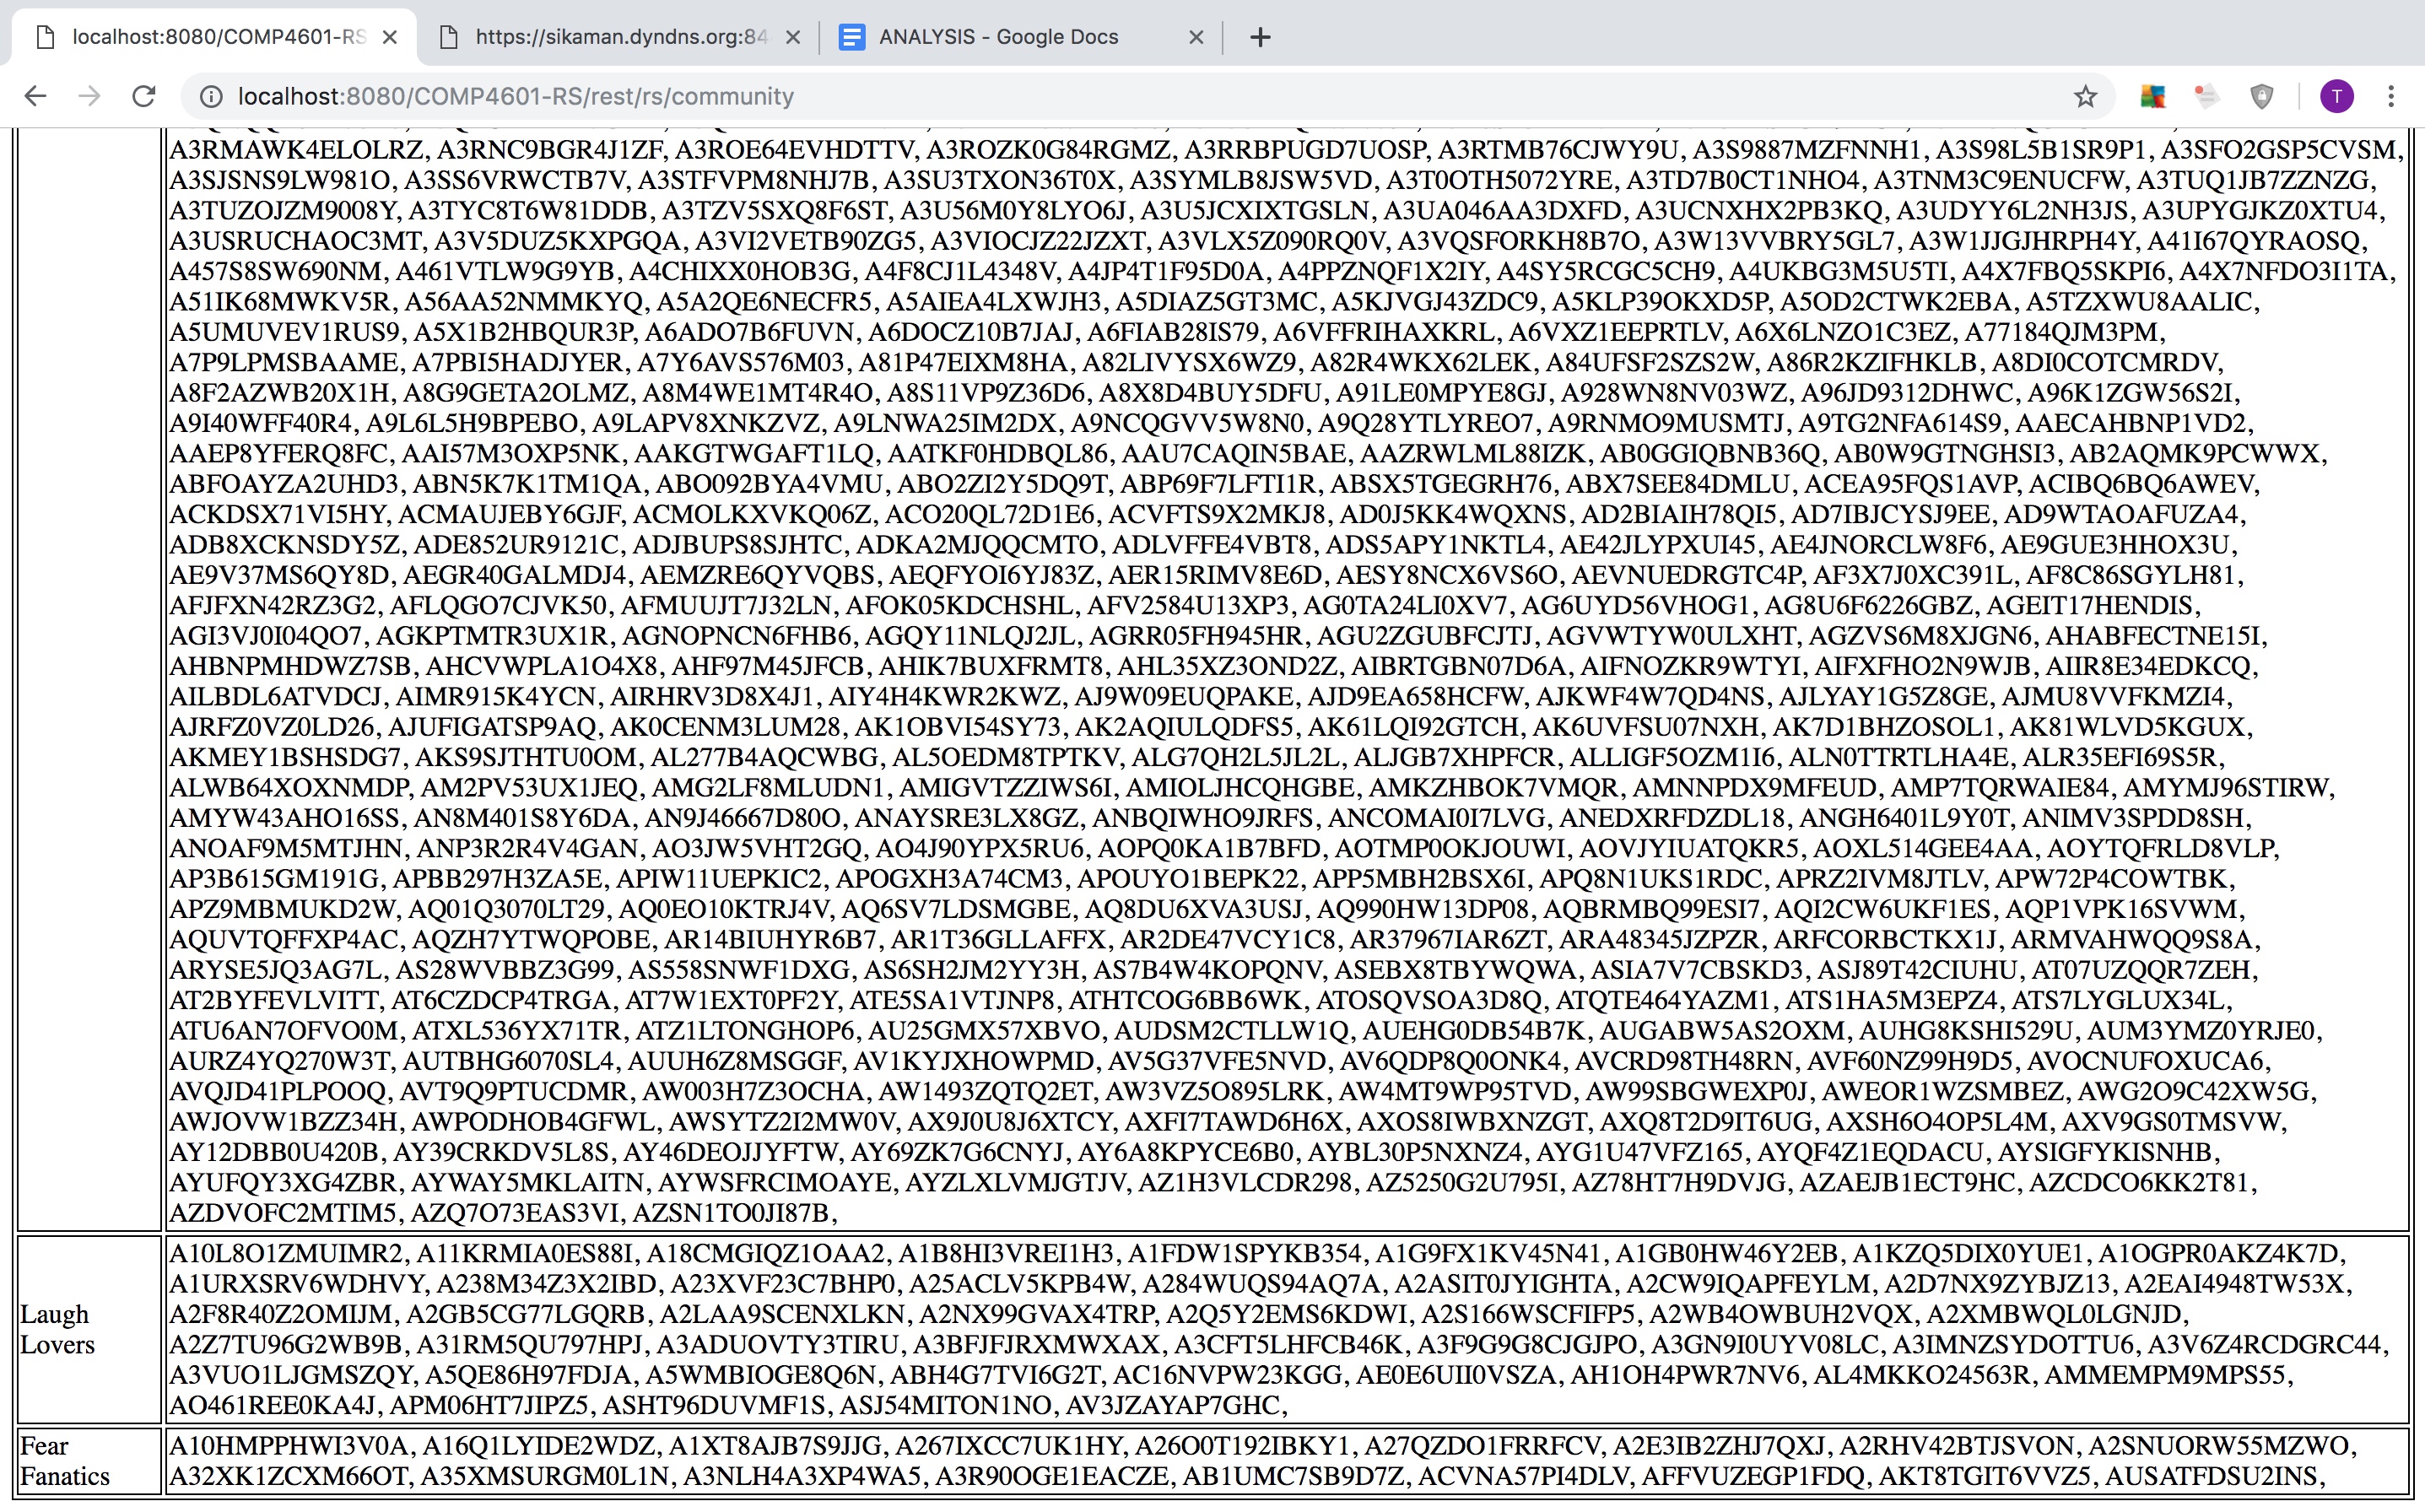 localhost:8080/COMP4601-RS
https://sikaman.dyndns.org:84
ANALYSIS - Google Docs
localhost:8080/COMP4601-RS/rest/rs/community
T
A3RMAWK4ELOLRZ, A3RNC9BGR4J1ZF, A3ROE64EVHDTTV, A3ROZK0G84RGMZ, A3RRBPUGD7UOSP, A3RTMB76CJWY9U, A3S9887MZFNNH1, A3S98L5B1SR9P1, A3SFO2GSP5CVSM,
A3SJSNS9LW981O, A3SS6VRWCTB7V, A3STFVPM8NHJ7B, A3SU3TXON36T0X, A3SYMLB8JSW5VD, A3T0OTH5072YRE, A3TD7B0CT1NHO4, A3TNM3C9ENUCFW, A3TUQ1JB7ZZNZG,
A3TUZOJZM9008Y, A3TYC8T6W81DDB, A3TZV5SXQ8F6ST, A3U56M0Y8LYO6J, A3U5JCXIXTGSLN, A3UA046AA3DXFD, A3UCNXHX2PB3KQ, A3UDYY6L2NH3JS, A3UPYGJKZ0XTU4,
A3USRUCHAOC3MT, A3V5DUZ5KXPGQA, A3VI2VETB90ZG5, A3VIOCJZ22JZXT, A3VLX5Z090RQ0V, A3VQSFORKH8B7O, A3W13VVBRY5GL7, A3W1JJGJHRPH4Y, A41I67QYRAOSQ,
A457S8SW690NM, A461VTLW9G9YB, A4CHIXX0HOB3G, A4F8CJ1L4348V, A4JP4T1F95D0A, A4PPZNQF1X2IY, A4SY5RCGC5CH9, A4UKBG3M5U5TI, A4X7FBQ5SKPI6, A4X7NFDO3I1TA,
A51IK68MWKV5R, A56AA52NMMKYQ, A5A2QE6NECFR5, A5AIEA4LXWJH3, A5DIAZ5GT3MC, A5KJVGJ43ZDC9, A5KLP39OKXD5P, A5OD2CTWK2EBA, A5TZXWU8AALIC,
A5UMUVEV1RUS9, A5X1B2HBQUR3P, A6ADO7B6FUVN, A6DOCZ10B7JAJ, A6FIAB28IS79, A6VFFRIHAXKRL, A6VXZ1EEPRTLV, A6X6LNZO1C3EZ, A77184QJM3PM,
A7P9LPMSBAAME, A7PBI5HADJYER, A7Y6AVS576M03, A81P47EIXM8HA, A82LIVYSX6WZ9, A82R4WKX62LEK, A84UFSF2SZS2W, A86R2KZIFHKLB, A8DI0COTCMRDV,
A8F2AZWB20X1H, A8G9GETA2OLMZ, A8M4WE1MT4R4O, A8S11VP9Z36D6, A8X8D4BUY5DFU, A91LE0MPYE8GJ, A928WN8NV03WZ, A96JD9312DHWC, A96K1ZGW56S2I,
A9I40WFF40R4, A9L6L5H9BPEBO, A9LAPV8XNKZVZ, A9LNWA25IM2DX, A9NCQGVV5W8N0, A9Q28YTLYREO7, A9RNMO9MUSMTJ, A9TG2NFA614S9, AAECAHBNP1VD2,
AAEP8YFERQ8FC, AAI57M3OXP5NK, AAKGTWGAFT1LQ, AATKF0HDBQL86, AAU7CAQIN5BAE, AAZRWLML88IZK, AB0GGIQBNB36Q, AB0W9GTNGHSI3, AB2AQMK9PCWWX,
ABFOAYZA2UHD3, ABN5K7K1TM1QA, ABO092BYA4VMU, ABO2ZI2Y5DQ9T, ABP69F7LFTI1R, ABSX5TGEGRH76, ABX7SEE84DMLU, ACEA95FQS1AVP, ACIBQ6BQ6AWEV,
ACKDSX71VI5HY, ACMAUJEBY6GJF, ACMOLKXVKQ06Z, ACO20QL72D1E6, ACVFTS9X2MKJ8, AD0J5KK4WQXNS, AD2BIAIH78QI5, AD7IBJCYSJ9EE, AD9WTAOAFUZA4,
ADB8XCKNSDY5Z, ADE852UR9121C, ADJBUPS8SJHTC, ADKA2MJQQCMTO, ADLVFFE4VBT8, ADS5APY1NKTL4, AE42JLYPXUI45, AE4JNORCLW8F6, AE9GUE3HHOX3U,
AE9V37MS6QY8D, AEGR40GALMDJ4, AEMZRE6QYVQBS, AEQFYOI6YJ83Z, AER15RIMV8E6D, AESY8NCX6VS6O, AEVNUEDRGTC4P, AF3X7J0XC391L, AF8C86SGYLH81,
AFJFXN42RZ3G2, AFLQGO7CJVK50, AFMUUJT7J32LN, AFOK05KDCHSHL, AFV2584U13XP3, AG0TA24LI0XV7, AG6UYD56VHOG1, AG8U6F6226GBZ, AGEIT17HENDIS,
AGI3VJ0I04QO7, AGKPTMTR3UX1R, AGNOPNCN6FHB6, AGQY11NLQJ2JL, AGRR05FH945HR, AGU2ZGUBFCJTJ, AGVWTYW0ULXHT, AGZVS6M8XJGN6, AHABFECTNE15I,
AHBNPMHDWZ7SB, AHCVWPLA1O4X8, AHF97M45JFCB, AHIK7BUXFRMT8, AHL35XZ3OND2Z, AIBRTGBN07D6A, AIFNOZKR9WTYI, AIFXFHO2N9WJB, AIIR8E34EDKCQ,
AILBDL6ATVDCJ, AIMR915K4YCN, AIRHRV3D8X4J1, AIY4H4KWR2KWZ, AJ9W09EUQPAKE, AJD9EA658HCFW, AJKWF4W7QD4NS, AJLYAY1G5Z8GE, AJMU8VVFKMZI4,
AJRFZ0VZ0LD26, AJUFIGATSP9AQ, AK0CENM3LUM28, AK1OBVI54SY73, AK2AQIULQDFS5, AK61LQI92GTCH, AK6UVFSU07NXH, AK7D1BHZOSOL1, AK81WLVD5KGUX,
AKMEY1BSHSDG7, AKS9SJTHTU0OM, AL277B4AQCWBG, AL5OEDM8TPTKV, ALG7QH2L5JL2L, ALJGB7XHPFCR, ALLIGF5OZM1I6, ALN0TTRTLHA4E, ALR35EFI69S5R,
ALWB64XOXNMDP, AM2PV53UX1JEQ, AMG2LF8MLUDN1, AMIGVTZZIWS6I, AMIOLJHCQHGBE, AMKZHBOK7VMQR, AMNNPDX9MFEUD, AMP7TQRWAIE84, AMYMJ96STIRW,
AMYW43AHO16SS, AN8M401S8Y6DA, AN9J46667D80O, ANAYSRE3LX8GZ, ANBQIWHO9JRFS, ANCOMAI0I7LVG, ANEDXRFDZDL18, ANGH6401L9Y0T, ANIMV3SPDD8SH,
ANOAF9M5MTJHN, ANP3R2R4V4GAN, AO3JW5VHT2GQ, AO4J90YPX5RU6, AOPQ0KA1B7BFD, AOTMP0OKJOUWI, AOVJYIUATQKR5, AOXL514GEE4AA, AOYTQFRLD8VLP,
AP3B615GM191G, APBB297H3ZA5E, APIW11UEPKIC2, APOGXH3A74CM3, APOUYO1BEPK22, APP5MBH2BSX6I, APQ8N1UKS1RDC, APRZ2IVM8JTLV, APW72P4COWTBK,
APZ9MBMUKD2W, AQ01Q3070LT29, AQ0EO10KTRJ4V, AQ6SV7LDSMGBE, AQ8DU6XVA3USJ, AQ990HW13DP08, AQBRMBQ99ESI7, AQI2CW6UKF1ES, AQP1VPK16SVWM,
AQUVTQFFXP4AC, AQZH7YTWQPOBE, AR14BIUHYR6B7, AR1T36GLLAFFX, AR2DE47VCY1C8, AR37967IAR6ZT, ARA48345JZPZR, ARFCORBCTKX1J, ARMVAHWQQ9S8A,
ARYSE5JQ3AG7L, AS28WVBBZ3G99, AS558SNWF1DXG, AS6SH2JM2YY3H, AS7B4W4KOPQNV, ASEBX8TBYWQWA, ASIA7V7CBSKD3, ASJ89T42CIUHU, AT07UZQQR7ZEH,
AT2BYFEVLVITT, AT6CZDCP4TRGA, AT7W1EXT0PF2Y, ATE5SA1VTJNP8, ATHTCOG6BB6WK, ATOSQVSOA3D8Q, ATQTE464YAZM1, ATS1HA5M3EPZ4, ATS7LYGLUX34L,
ATU6AN7OFVO0M, ATXL536YX71TR, ATZ1LTONGHOP6, AU25GMX57XBVO, AUDSM2CTLLW1Q, AUEHG0DB54B7K, AUGABW5AS2OXM, AUHG8KSHI529U, AUM3YMZ0YRJE0,
AURZ4YQ270W3T, AUTBHG6070SL4, AUUH6Z8MSGGF, AV1KYJXHOWPMD, AV5G37VFE5NVD, AV6QDP8Q0ONK4, AVCRD98TH48RN, AVF60NZ99H9D5, AVOCNUFOXUCA6,
AVQJD41PLPOOQ, AVT9Q9PTUCDMR, AW003H7Z3OCHA, AW1493ZQTQ2ET, AW3VZ5O895LRK, AW4MT9WP95TVD, AW99SBGWEXP0J, AWEOR1WZSMBEZ, AWG2O9C42XW5G,
AWJOVW1BZZ34H, AWPODHOB4GFWL, AWSYTZ2I2MW0V, AX9J0U8J6XTCY, AXFI7TAWD6H6X, AXOS8IWBXNZGT, AXQ8T2D9IT6UG, AXSH6O4OP5L4M, AXV9GS0TMSVW,
AY12DBB0U420B, AY39CRKDV5L8S, AY46DEOJJYFTW, AY69ZK7G6CNYJ, AY6A8KPYCE6B0, AYBL30P5NXNZ4, AYG1U47VFZ165, AYQF4Z1EQDACU, AYSIGFYKISNHB,
AYUFQY3XG4ZBR, AYWAY5MKLAITN, AYWSFRCIMOAYE, AYZLXLVMJGTJV, AZ1H3VLCDR298, AZ5250G2U795I, AZ78HT7H9DVJG, AZAEJB1ECT9HC, AZCDCO6KK2T81,
AZDVOFC2MTIM5, AZQ7O73EAS3VI, AZSN1TO0JI87B,
Laugh Lovers
A10L8O1ZMUIMR2, A11KRMIA0ES88I, A18CMGIQZ1OAA2, A1B8HI3VREI1H3, A1FDW1SPYKB354, A1G9FX1KV45N41, A1GB0HW46Y2EB, A1KZQ5DIX0YUE1, A1OGPR0AKZ4K7D,
A1URXSRV6WDHVY, A238M34Z3X2IBD, A23XVF23C7BHP0, A25ACLV5KPB4W, A284WUQS94AQ7A, A2ASIT0JYIGHTA, A2CW9IQAPFEYLM, A2D7NX9ZYBJZ13, A2EAI4948TW53X,
A2F8R40Z2OMIJM, A2GB5CG77LGQRB, A2LAA9SCENXLKN, A2NX99GVAX4TRP, A2Q5Y2EMS6KDWI, A2S166WSCFIFP5, A2WB4OWBUH2VQX, A2XMBWQL0LGNJD,
A2Z7TU96G2WB9B, A31RM5QU797HPJ, A3ADUOVTY3TIRU, A3BFJFJRXMWXAX, A3CFT5LHFCB46K, A3F9G9G8CJGJPO, A3GN9I0UYV08LC, A3IMNZSYDOTTU6, A3V6Z4RCDGRC44,
A3VUO1LJGMSZQY, A5QE86H97FDJA, A5WMBIOGE8Q6N, ABH4G7TVI6G2T, AC16NVPW23KGG, AE0E6UII0VSZA, AH1OH4PWR7NV6, AL4MKKO24563R, AMMEMPM9MPS55,
AO461REE0KA4J, APM06HT7JIPZ5, ASHT96DUVMF1S, ASJ54MITON1NO, AV3JZAYAP7GHC,
Fear Fanatics
A10HMPPHWI3V0A, A16Q1LYIDE2WDZ, A1XT8AJB7S9JJG, A267IXCC7UK1HY, A26O0T192IBKY1, A27QZDO1FRRFCV, A2E3IB2ZHJ7QXJ, A2RHV42BTJSVON, A2SNUORW55MZWO,
A32XK1ZCXM66OT, A35XMSURGM0L1N, A3NLH4A3XP4WA5, A3R90OGE1EACZE, AB1UMC7SB9D7Z, ACVNA57PI4DLV, AFFVUZEGP1FDQ, AKT8TGIT6VVZ5, AUSATFDSU2INS,